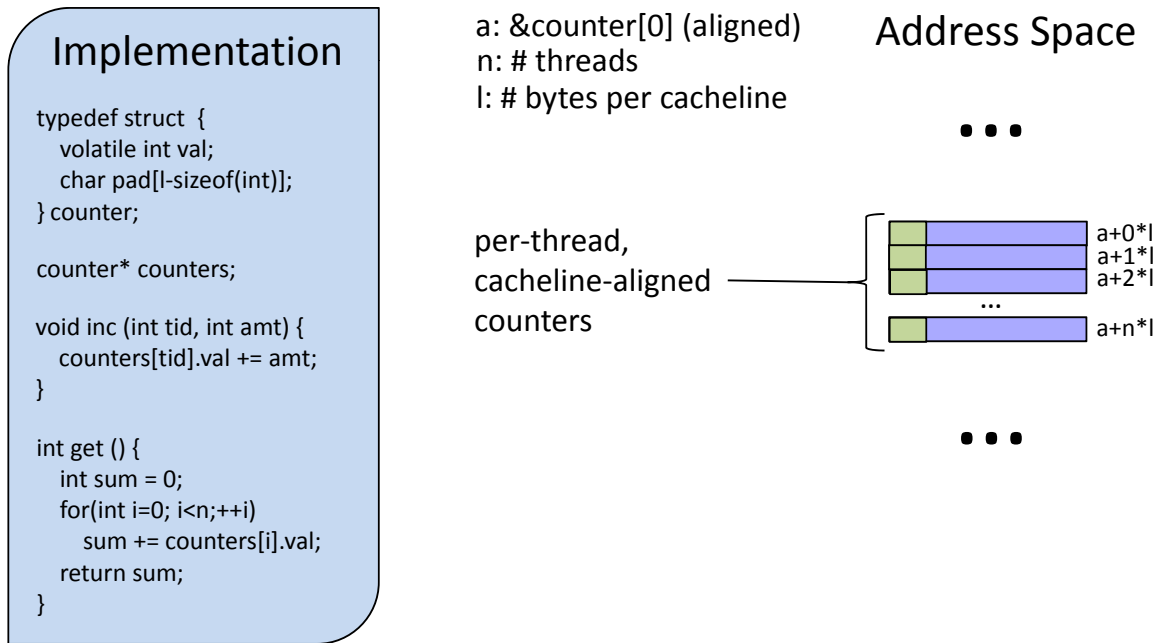 Implementation
typedef struct {
volatile int val;
char pad[l-sizeof(int)];
} counter;
counter* counters;
void inc (int tid, int amt) {
counters[tid].val += amt;
}
int get () {
int sum = 0;
for(int i=0; i<n;++i)
sum += counters[i].val;
return sum;
}
a: &counter[0] (aligned)
n: # threads
l: # bytes per cacheline
per-thread,
cacheline-aligned
counters
Address Space
...
a+0*l
a+1*l
a+2*l
...
a+n*l
...